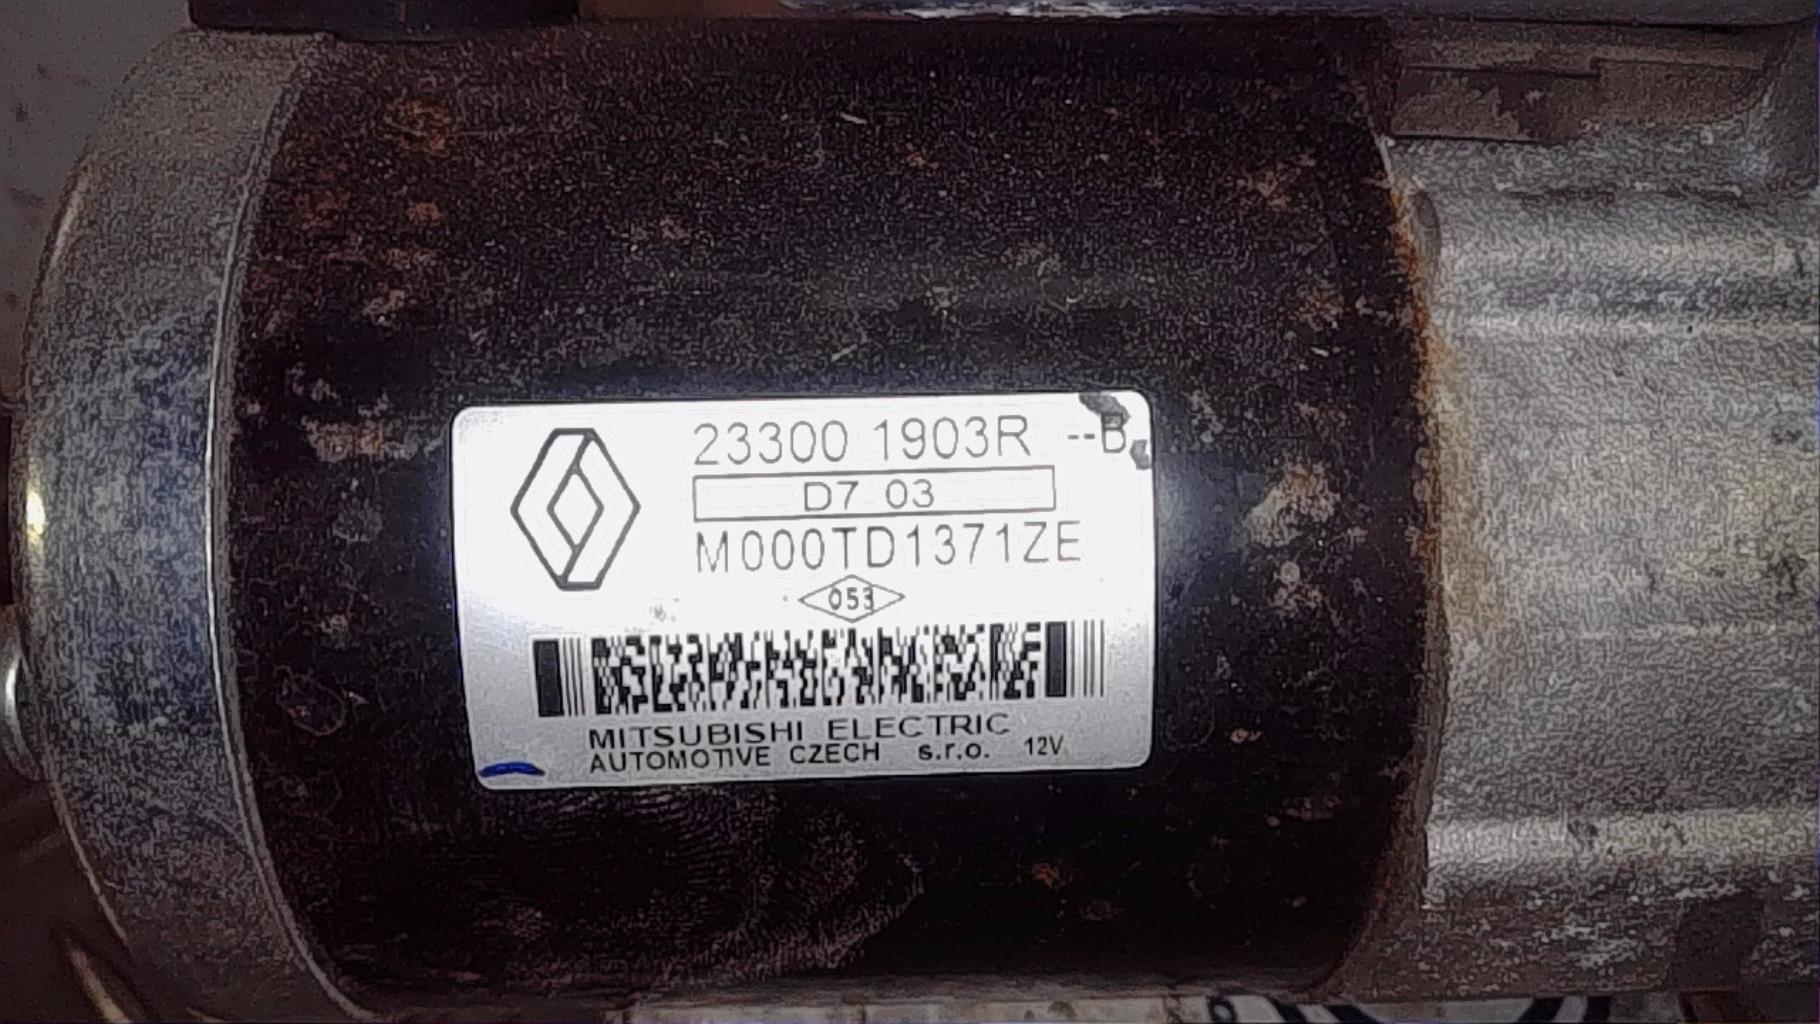 23300 1903R --B
D7 03
M000TD1371ZE
053
MITSUBISHI ELECTRIC
AUTOMOTIVE CZECH s.r.o. 12V